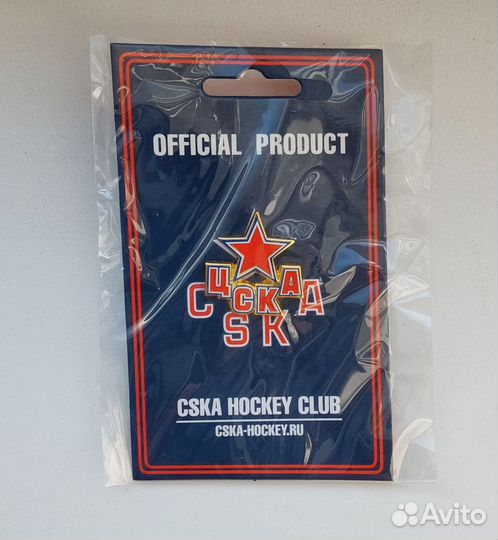 OFFICIAL PRODUCT
ЦСКА
CSKA
CSKA HOCKEY CLUB
CSKA-HOCKEY.RU
Avito